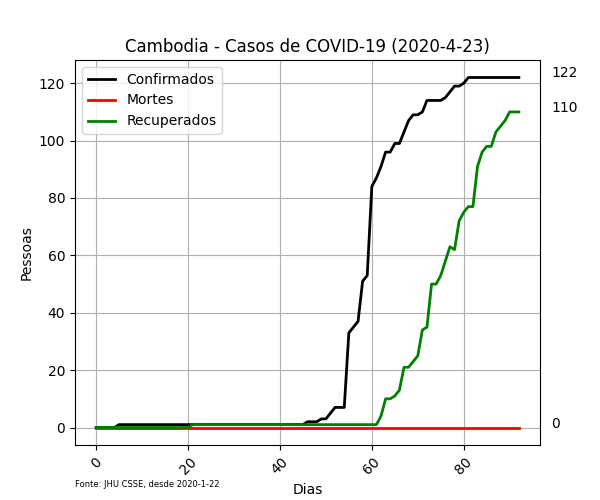 Cambodia - Casos de COVID-19 (2020-4-23)
Confirmados
Mortes
Recuperados
122
110
0
Pessoas
120
100
80
60
40
20
0
0 20 40 60 80
Dias
Fonte: JHU CSSE, desde 2020-1-22